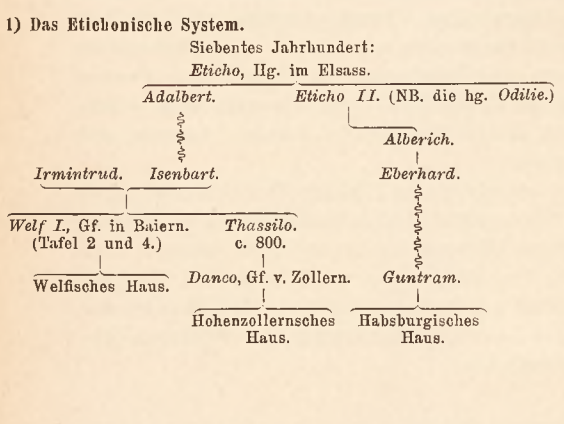 1) Das Etichonische System.
Siebentes Jahrhundert:
Eticho, Hg. im Elsass.
Adalbert. Eticho II. (NB. die hg. Odilie.)
Alberich.
Irmintrud. Isenbart. Eberhard.
Welf I., Gf. in Baiern. Thassilo.
(Tafel 2 und 4.) c. 800.
Welfisches Haus. Danco, Gf. v. Zollern. Guntram.
Hohenzollernsches Habsburgisches
Haus. Haus.